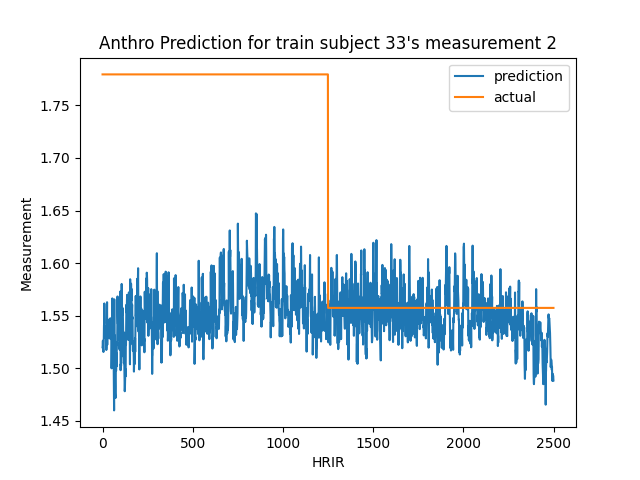 Anthro Prediction for train subject 33's measurement 2
prediction
actual
Measurement
1.75
1.70
1.65
1.60
1.55
1.50
1.45
0 500 1000 1500 2000 2500
HRIR